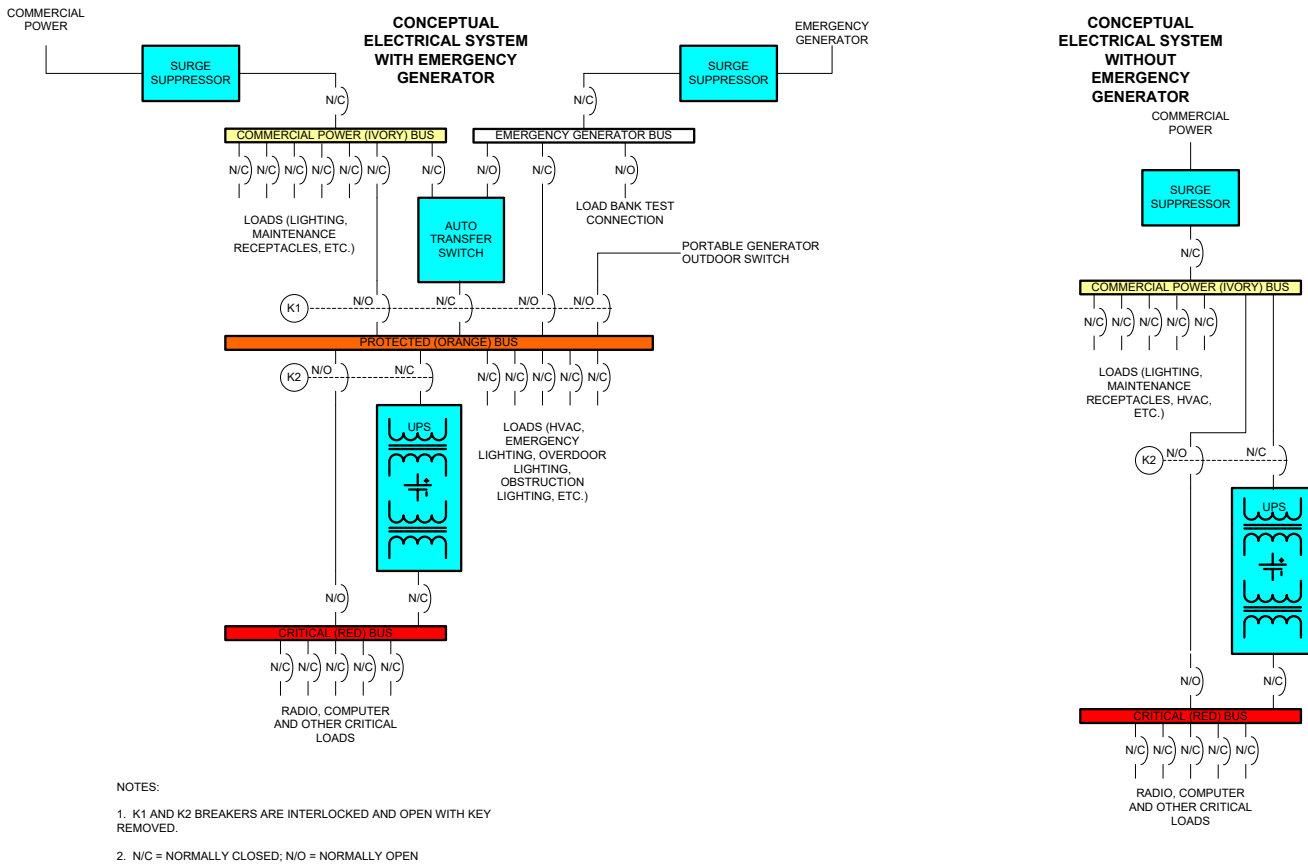 COMMERCIAL
POWER
CONCEPTUAL
ELECTRICAL SYSTEM
WITH EMERGENCY
GENERATOR
EMERGENCY
GENERATOR
SURGE
SUPPRESSOR
SURGE
SUPPRESSOR
N/C
N/C
COMMERCIAL POWER (IVORY) BUS
EMERGENCY GENERATOR BUS
N/C N/C N/C N/C N/C N/C N/C N/O N/C N/O
LOADS (LIGHTING,
MAINTENANCE
RECEPTACLES, ETC.)
AUTO
TRANSFER
SWITCH
LOAD BANK TEST
CONNECTION
PORTABLE GENERATOR
OUTDOOR SWITCH
K1 N/O N/C N/O N/O
PROTECTED (ORANGE) BUS
K2 N/O N/C
N/C N/C N/C N/C N/C
UPS
LOADS (HVAC,
EMERGENCY
LIGHTING, OVERDOOR
LIGHTING,
OBSTRUCTION
LIGHTING, ETC.)
N/O N/C
CRITICAL (RED) BUS
N/C N/C N/C N/C N/C
RADIO, COMPUTER
AND OTHER CRITICAL
LOADS
NOTES:
1. K1 AND K2 BREAKERS ARE INTERLOCKED AND OPEN WITH KEY
REMOVED.
2. N/C = NORMALLY CLOSED; N/O = NORMALLY OPEN
CONCEPTUAL
ELECTRICAL SYSTEM
WITHOUT
EMERGENCY
GENERATOR
COMMERCIAL
POWER
SURGE
SUPPRESSOR
N/C
COMMERCIAL POWER (IVORY) BUS
N/C N/C N/C N/C N/C
LOADS (LIGHTING,
MAINTENANCE
RECEPTACLES, HVAC,
ETC.)
K2 N/O N/C
UPS
N/O N/C
CRITICAL (RED) BUS
N/C N/C N/C N/C N/C
RADIO, COMPUTER
AND OTHER CRITICAL
LOADS